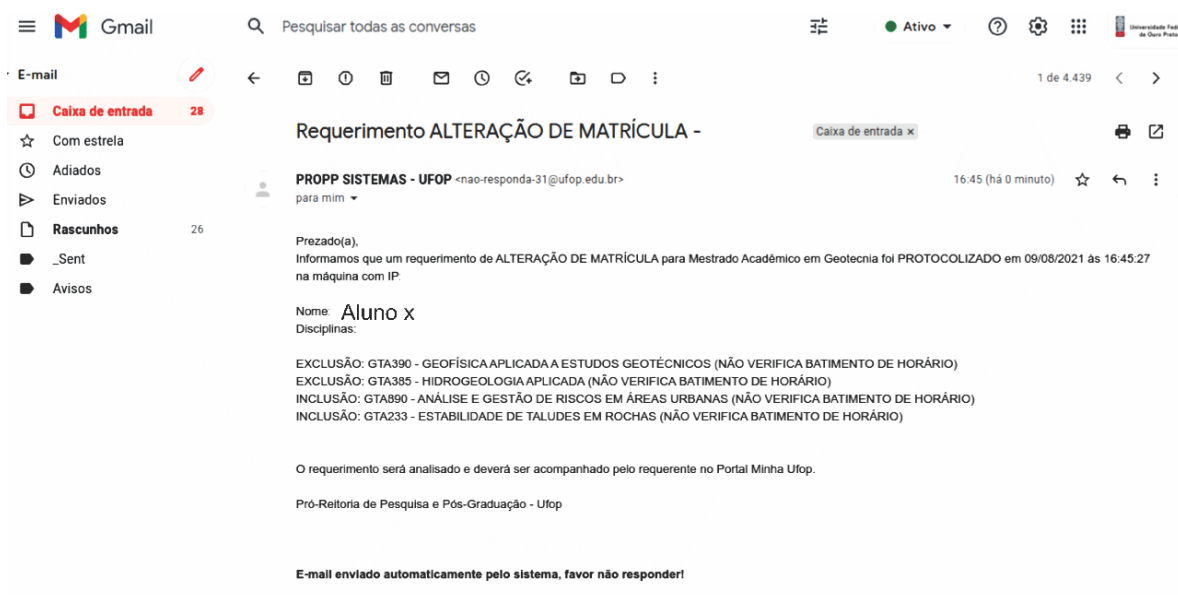 Gmail
Pesquisar todas as conversas
Ativo
Universidade Fed
de Ouro Preto
E-mail
1 de 4.439
Caixa de entrada 28
Com estrela
Adiados
Enviados
Rascunhos 26
_Sent
Avisos
Requerimento ALTERAÇÃO DE MATRÍCULA - Caixa de entrada x
PROPP SISTEMAS - UFOP <nao-responda-31@ufop.edu.br> 16:45 (há 0 minuto)
para mim
Prezado(a),
Informamos que um requerimento de ALTERAÇÃO DE MATRÍCULA para Mestrado Acadêmico em Geotecnia foi PROTOCOLIZADO em 09/08/2021 às 16:45:27
na máquina com IP:
Nome: Aluno x
Disciplinas:
EXCLUSÃO: GTA390 - GEOFÍSICA APLICADA A ESTUDOS GEOTÉCNICOS (NÃO VERIFICA BATIMENTO DE HORÁRIO)
EXCLUSÃO: GTA385 - HIDROGEOLOGIA APLICADA (NÃO VERIFICA BATIMENTO DE HORÁRIO)
INCLUSÃO: GTA890 - ANÁLISE E GESTÃO DE RISCOS EM ÁREAS URBANAS (NÃO VERIFICA BATIMENTO DE HORÁRIO)
INCLUSÃO: GTA233 - ESTABILIDADE DE TALUDES EM ROCHAS (NÃO VERIFICA BATIMENTO DE HORÁRIO)
O requerimento será analisado e deverá ser acompanhado pelo requerente no Portal Minha Ufop.
Pró-Reitoria de Pesquisa e Pós-Graduação - Ufop
E-mail enviado automaticamente pelo sistema, favor não responder!